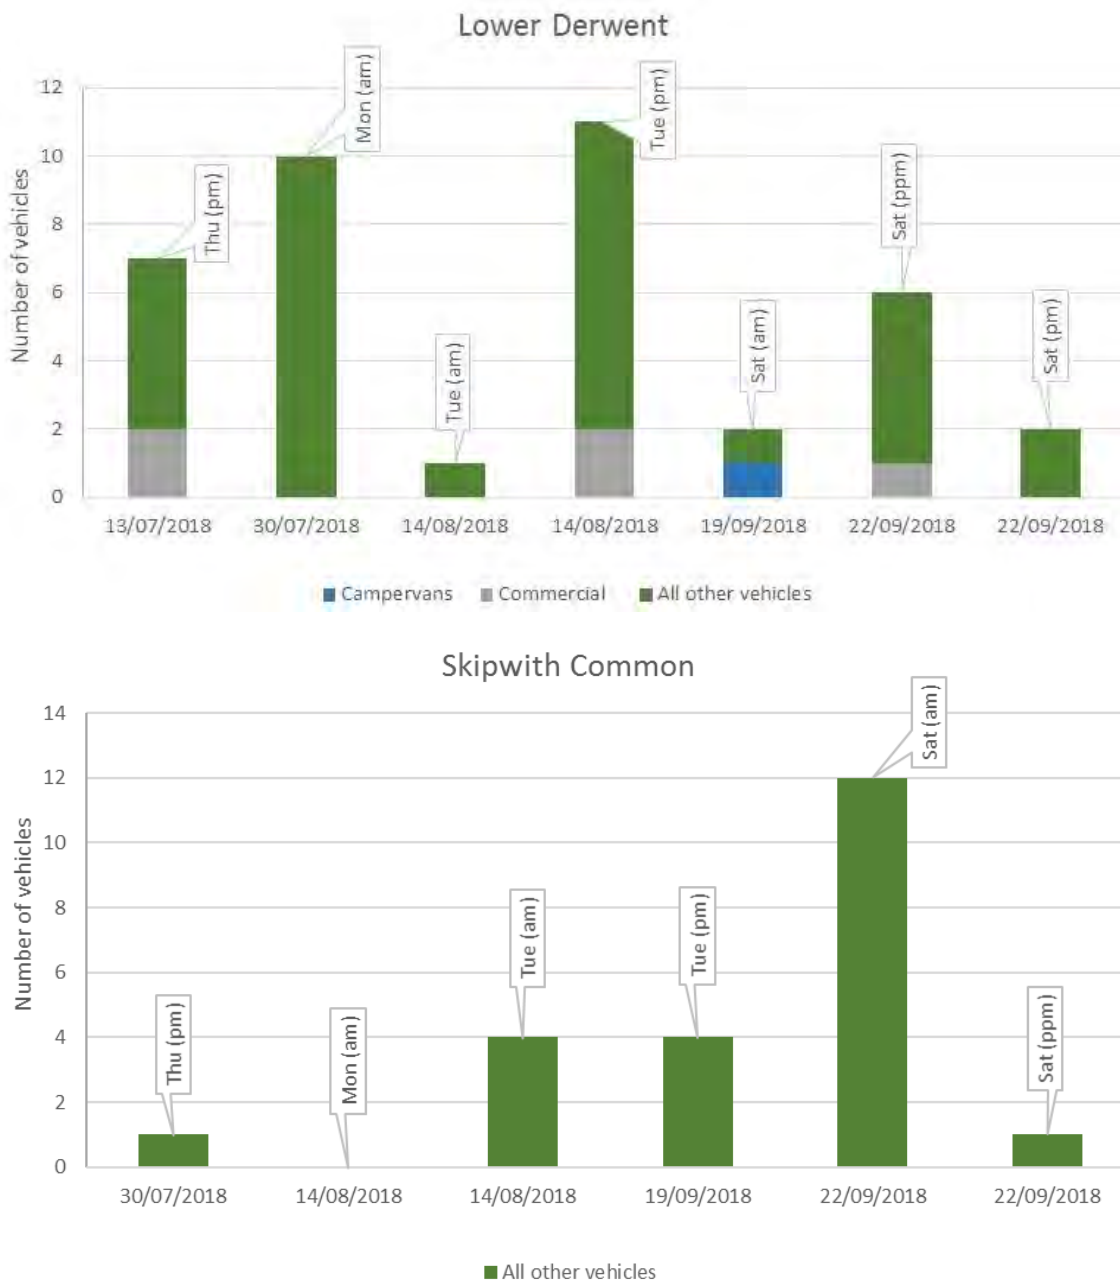 Lower Derwent
Number of vehicles
12
10
8
6
4
2
0
Thu (pm)
Mon (am)
Tue (am)
Tue (pm)
Sat (am)
Sat (ppm)
Sat (pm)
13/07/2018 30/07/2018 14/08/2018 14/08/2018 19/09/2018 22/09/2018 22/09/2018
Campervans Commercial All other vehicles
Skipwith Common
Number of vehicles
14
12
10
8
6
4
2
0
Thu (pm)
Mon (am)
Tue (am)
Tue (pm)
Sat (am)
Sat (ppm)
30/07/2018 14/08/2018 14/08/2018 19/09/2018 22/09/2018 22/09/2018
All other vehicles